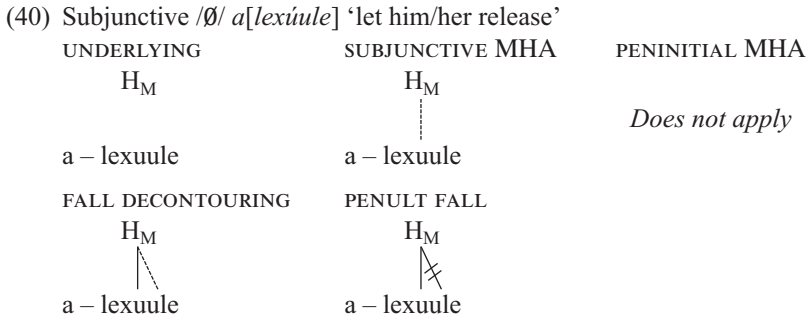 (40) Subjunctive /Ø/ a[lexúule] ‘let him/her release’
UNDERLYING SUBJUNCTIVE MHA PENINITIAL MHA
H_M H_M
Does not apply
a – lexuule a – lexuule
FALL DECONTOURING PENULT FALL
H_M H_M
a – lexuule a – lexuule